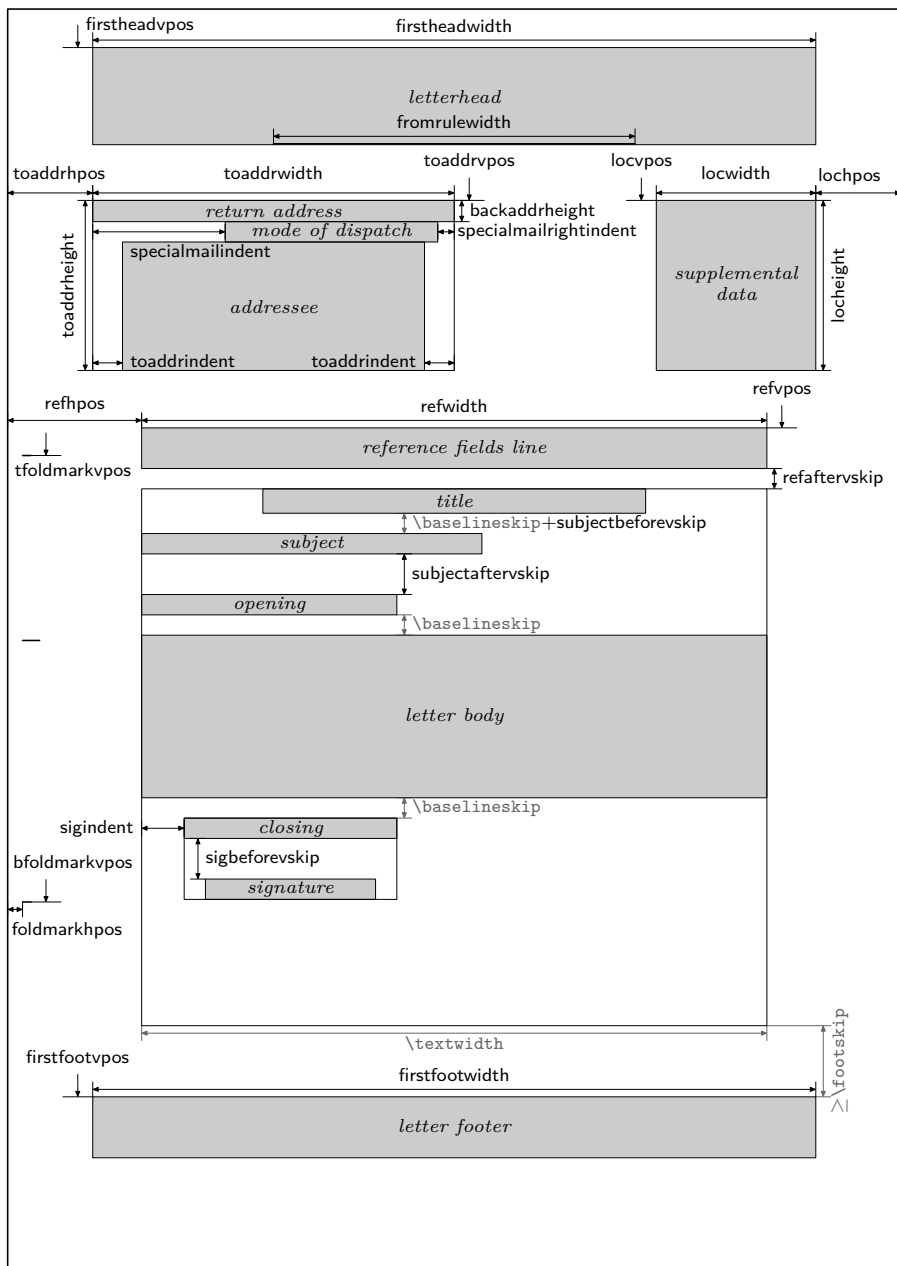 firstheadvpos
firstheadwidth
letterhead
fromrulewidth
toaddrvpos
locvpos
toaddrhpos
toaddrwidth
locwidth
lochpos
return address
backaddrheight
mode of dispatch
specialmailrightindent
specialmailindent
toaddrheight
addressee
supplemental
data
locheight
toaddrindent
toaddrindent
refvpos
refhpos
refwidth
reference fields line
tfoldmarkvpos
refaftervskip
title
\baselineskip+subjectbeforevskip
subject
subjectaftervskip
opening
\baselineskip
letter body
\baselineskip
sigindent
closing
sigbeforevskip
bfoldmarkvpos
signature
foldmarkhpos
\textwidth
≥\footskip
firstfootvpos
firstfootwidth
letter footer